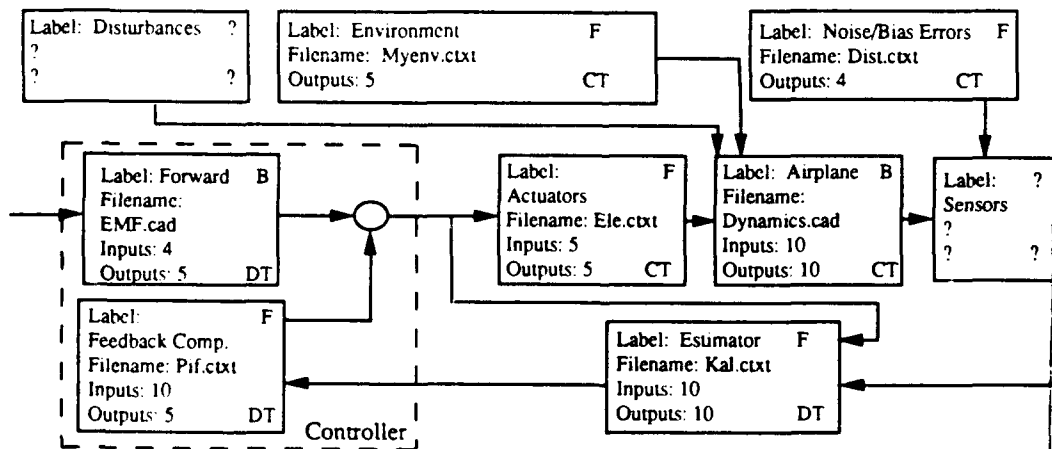 Label: Disturbances ?
?
? ?
Label: Environment F
Filename: Myenv.ctxt
Outputs: 5 CT
Label: Noise/Bias Errors F
Filename: Dist.ctxt
Outputs: 4 CT
Label: Forward B
Filename:
EMF.cad
Inputs: 4
Outputs: 5 DT
Label: F
Actuators
Filename: Ele.ctxt
Inputs: 5
Outputs: 5 CT
Label: Airplane B
Filename:
Dynamics.cad
Inputs: 10
Outputs: 10 CT
Label: ?
Sensors
?
? ?
Label: F
Feedback Comp.
Filename: Pif.ctxt
Inputs: 10
Outputs: 5 DT
Controller
Label: Estimator F
Filename: Kal.ctxt
Inputs: 10
Outputs: 10 DT